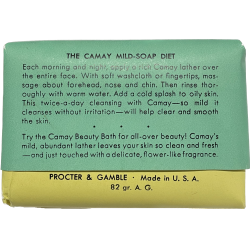 THE CAMAY MILD-SOAP DIET
Each morning and night, apply a rich Camay lather over
the entire face. With soft washcloth or fingertips, mas-
sage about forehead, nose and chin. Then rinse thor-
oughly with warm water. Add a cold splash to oily skin.
This twice-a-day cleansing with Camay—so mild it
cleanses without irritation—will help clear and smooth
the skin.
Try the Camay Beauty Bath for all-over beauty! Camay's
mild, abundant lather leaves your skin so clean and fresh
—and just touched with a delicate, flower-like fragrance.
PROCTER & GAMBLE • Made in U. S. A.
82 gr. A. G.